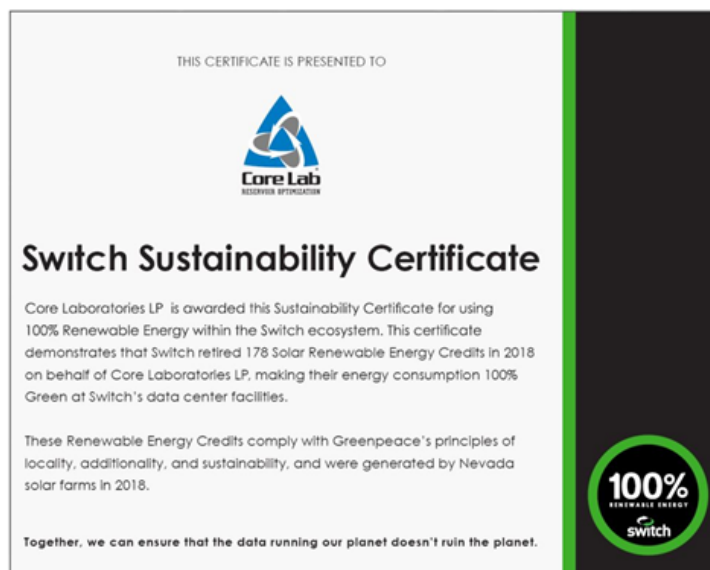 THIS CERTIFICATE IS PRESENTED TO
Core Lab
RESERVOIR OPTIMIZATION
Switch Sustainability Certificate
Core Laboratories LP is awarded this Sustainability Certificate for using
100% Renewable Energy within the Switch ecosystem. This certificate
demonstrates that Switch retired 178 Solar Renewable Energy Credits in 2018
on behalf of Core Laboratories LP, making their energy consumption 100%
Green at Switch's data center facilities.
These Renewable Energy Credits comply with Greenpeace's principles of
locality, additionality, and sustainability, and were generated by Nevada
solar farms in 2018.
Together, we can ensure that the data running our planet doesn't ruin the planet.
100%
RENEWABLE ENERGY
switch